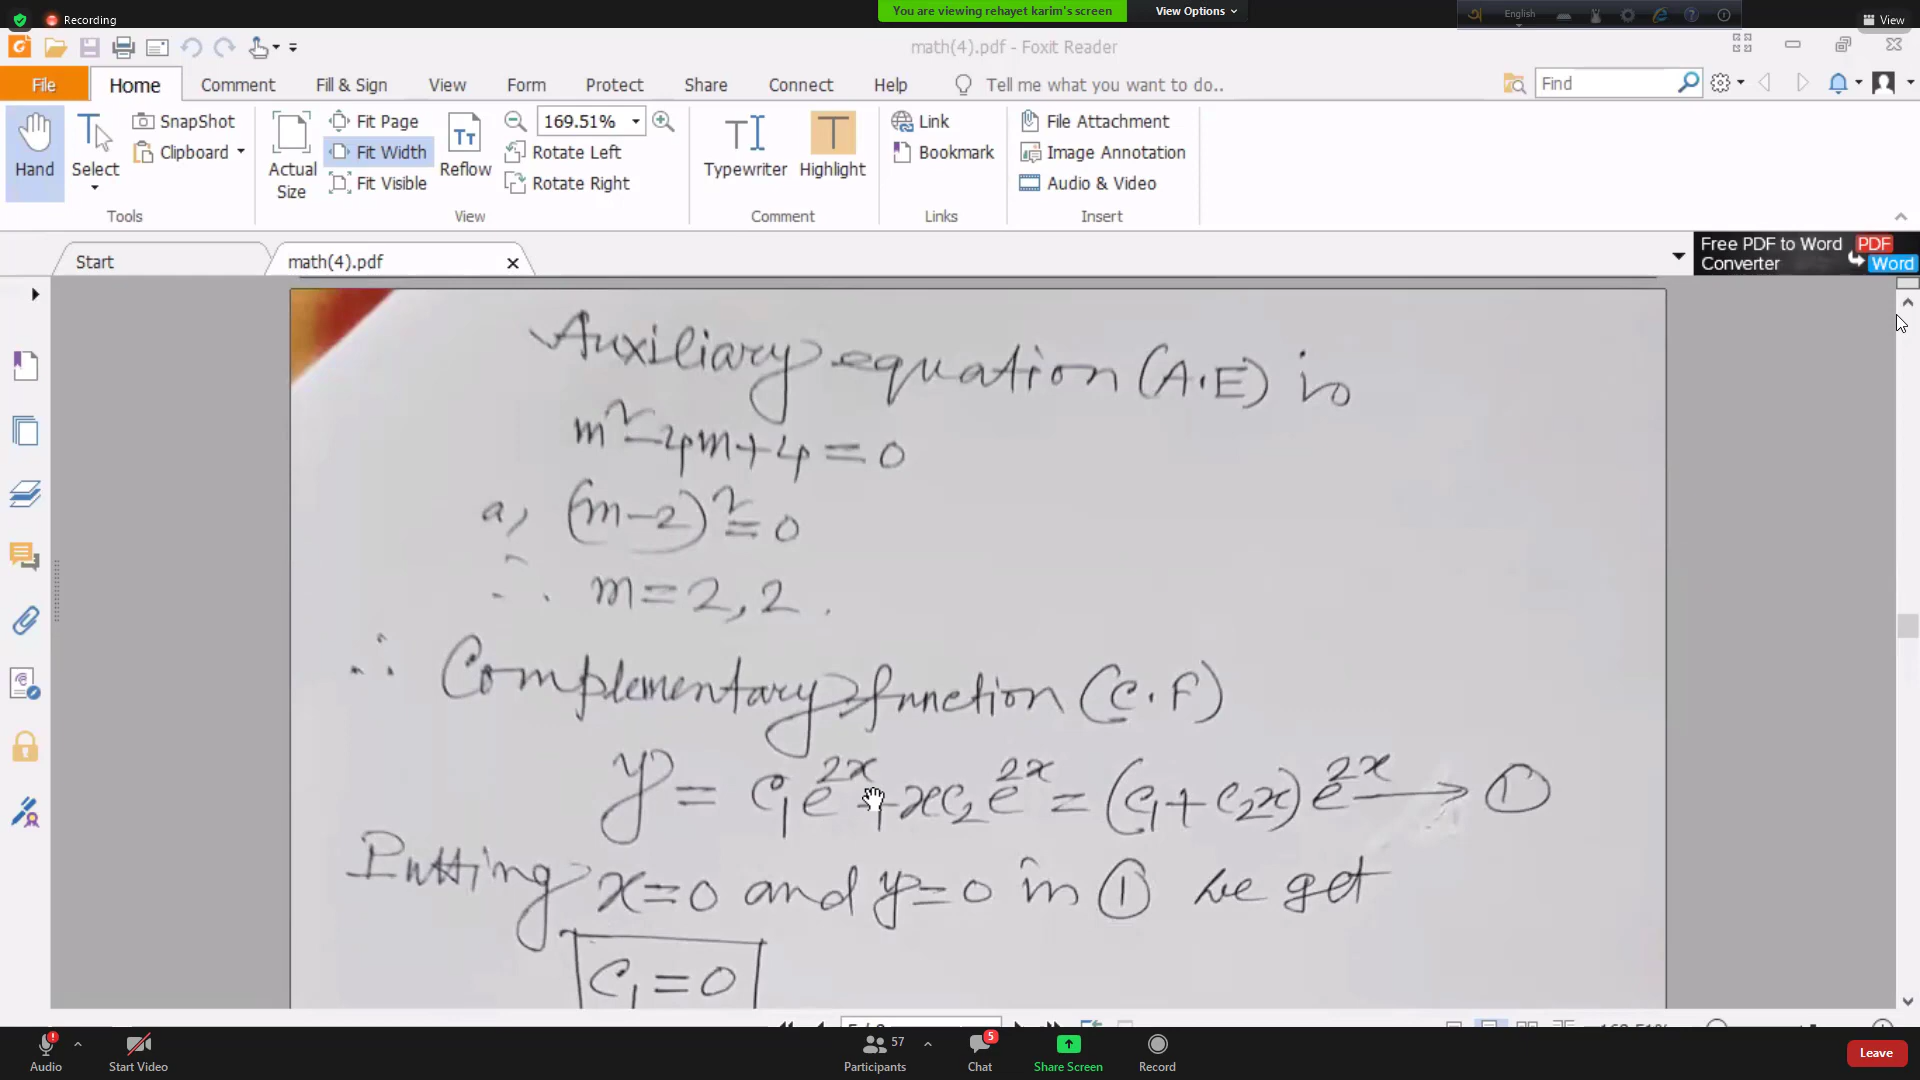 Recording
You are viewing rehayet karim's screen
View Options
English
View
math(4).pdf - Foxit Reader
File
Home
Comment
Fill & Sign
View
Form
Protect
Share
Connect
Help
Tell me what you want to do..
Find
Hand
Select
SnapShot
Clipboard
Actual Size
Fit Page
Fit Width
Fit Visible
Reflow
169.51%
Rotate Left
Rotate Right
Typewriter
Highlight
Link
Bookmark
File Attachment
Image Annotation
Audio & Video
Tools
View
Comment
Links
Insert
Start
math(4).pdf
Free PDF to Word PDF
Converter Word
Auxiliary equation (A.E) is
m²-4m+4=0
a, (m-2)²=0
∴ m=2,2.
∴ Complementary function (C.F)
y= c₁e²ˣ+xc₂e²ˣ=(c₁+c₂x)e²ˣ→①
Putting x=0 and y=0 in ① we get
c₁=0
Audio
Start Video
57
Participants
5
Chat
Share Screen
Record
Leave